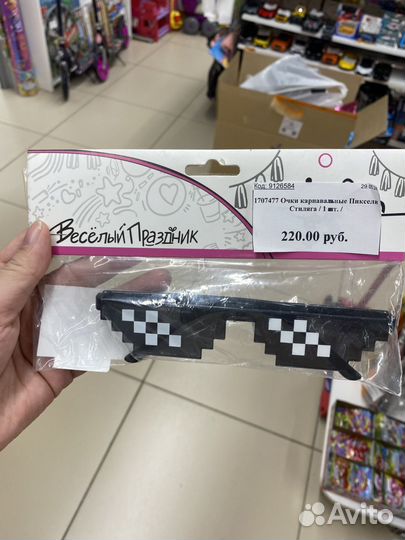 Код: 9126584
1707477 Очки карнавальные Пиксели
Стиляга / 1 шт. /
220.00 руб.
Весёлый Праздник
Avito